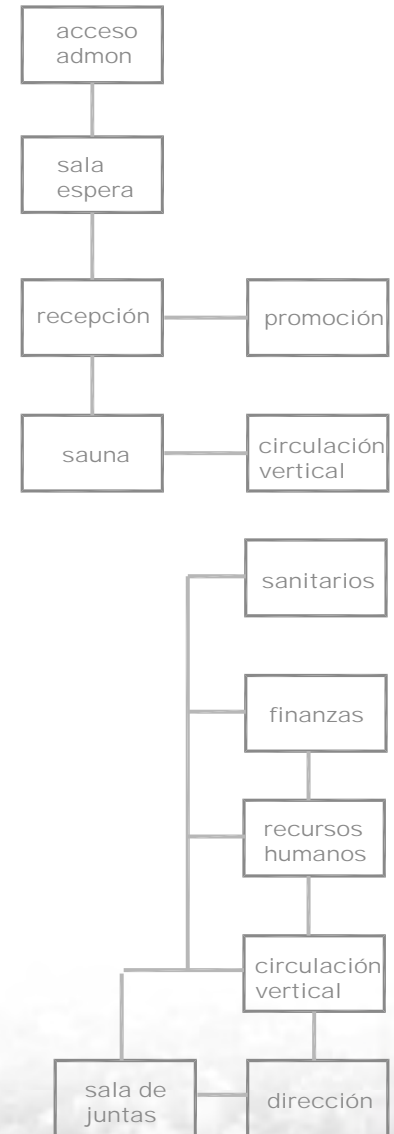 acceso
admon
sala
espera
recepción
promoción
sauna
circulación
vertical
sanitarios
finanzas
recursos
humanos
circulación
vertical
sala de
juntas
dirección